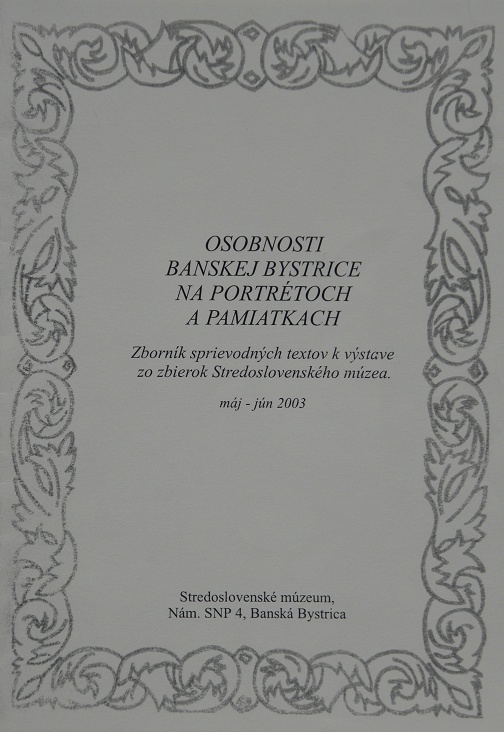 OSOBNOSTI
BANSKEJ BYSTRICE
NA PORTRÉTOCH
A PAMIATKACH
Zborník sprievodných textov k výstave
zo zbierok Stredoslovenského múzea.
máj - jún 2003
Stredoslovenské múzeum,
Nám. SNP 4, Banská Bystrica